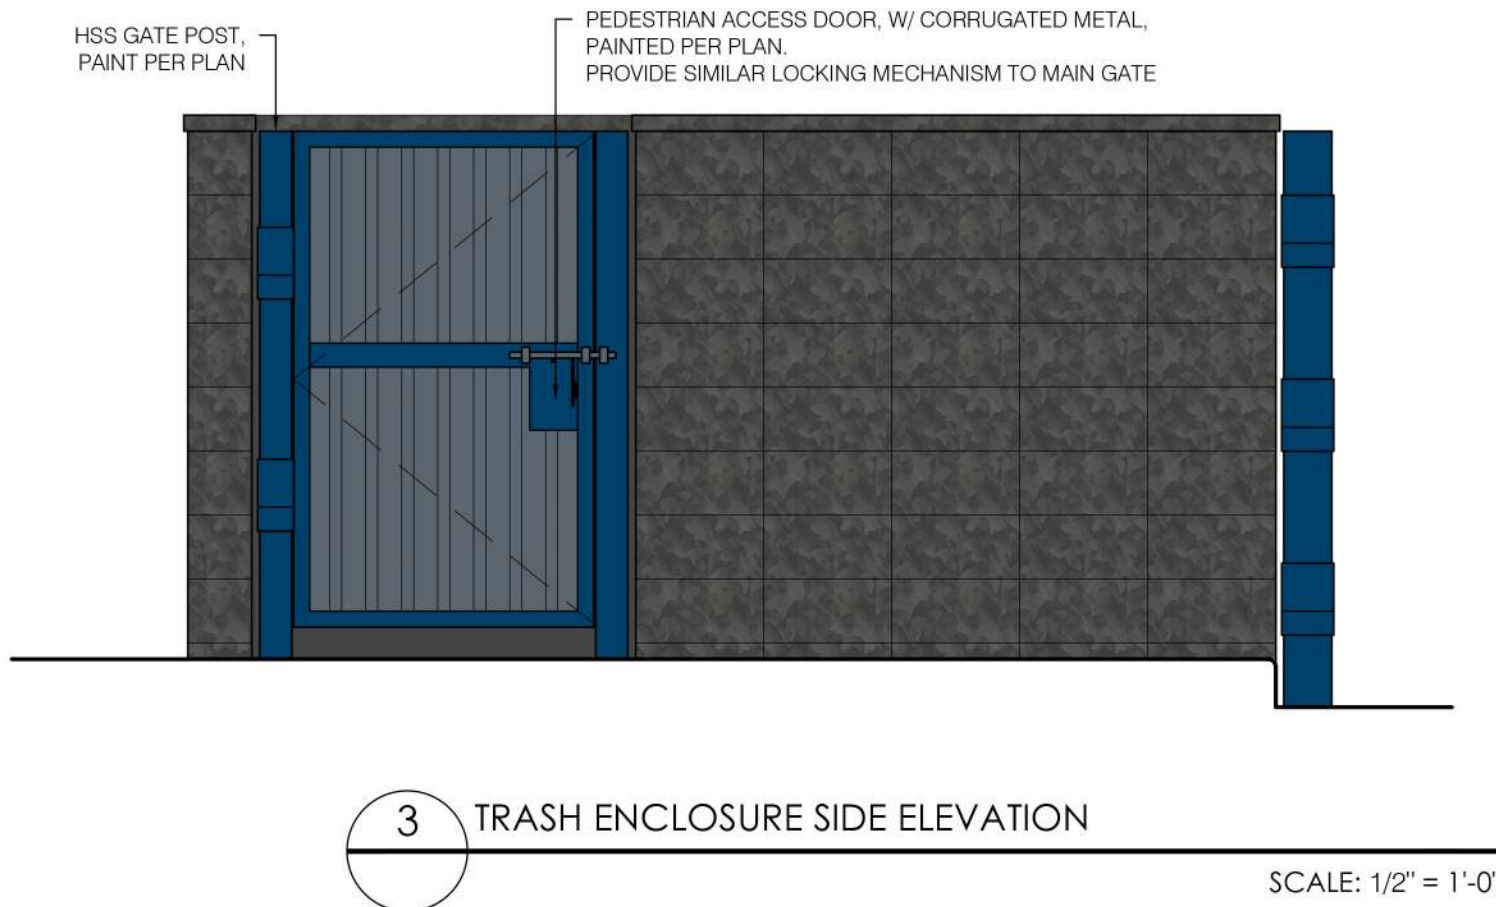 HSS GATE POST,
PAINT PER PLAN
PEDESTRIAN ACCESS DOOR, W/ CORRUGATED METAL,
PAINTED PER PLAN.
PROVIDE SIMILAR LOCKING MECHANISM TO MAIN GATE
3
TRASH ENCLOSURE SIDE ELEVATION
SCALE: 1/2" = 1'-0"